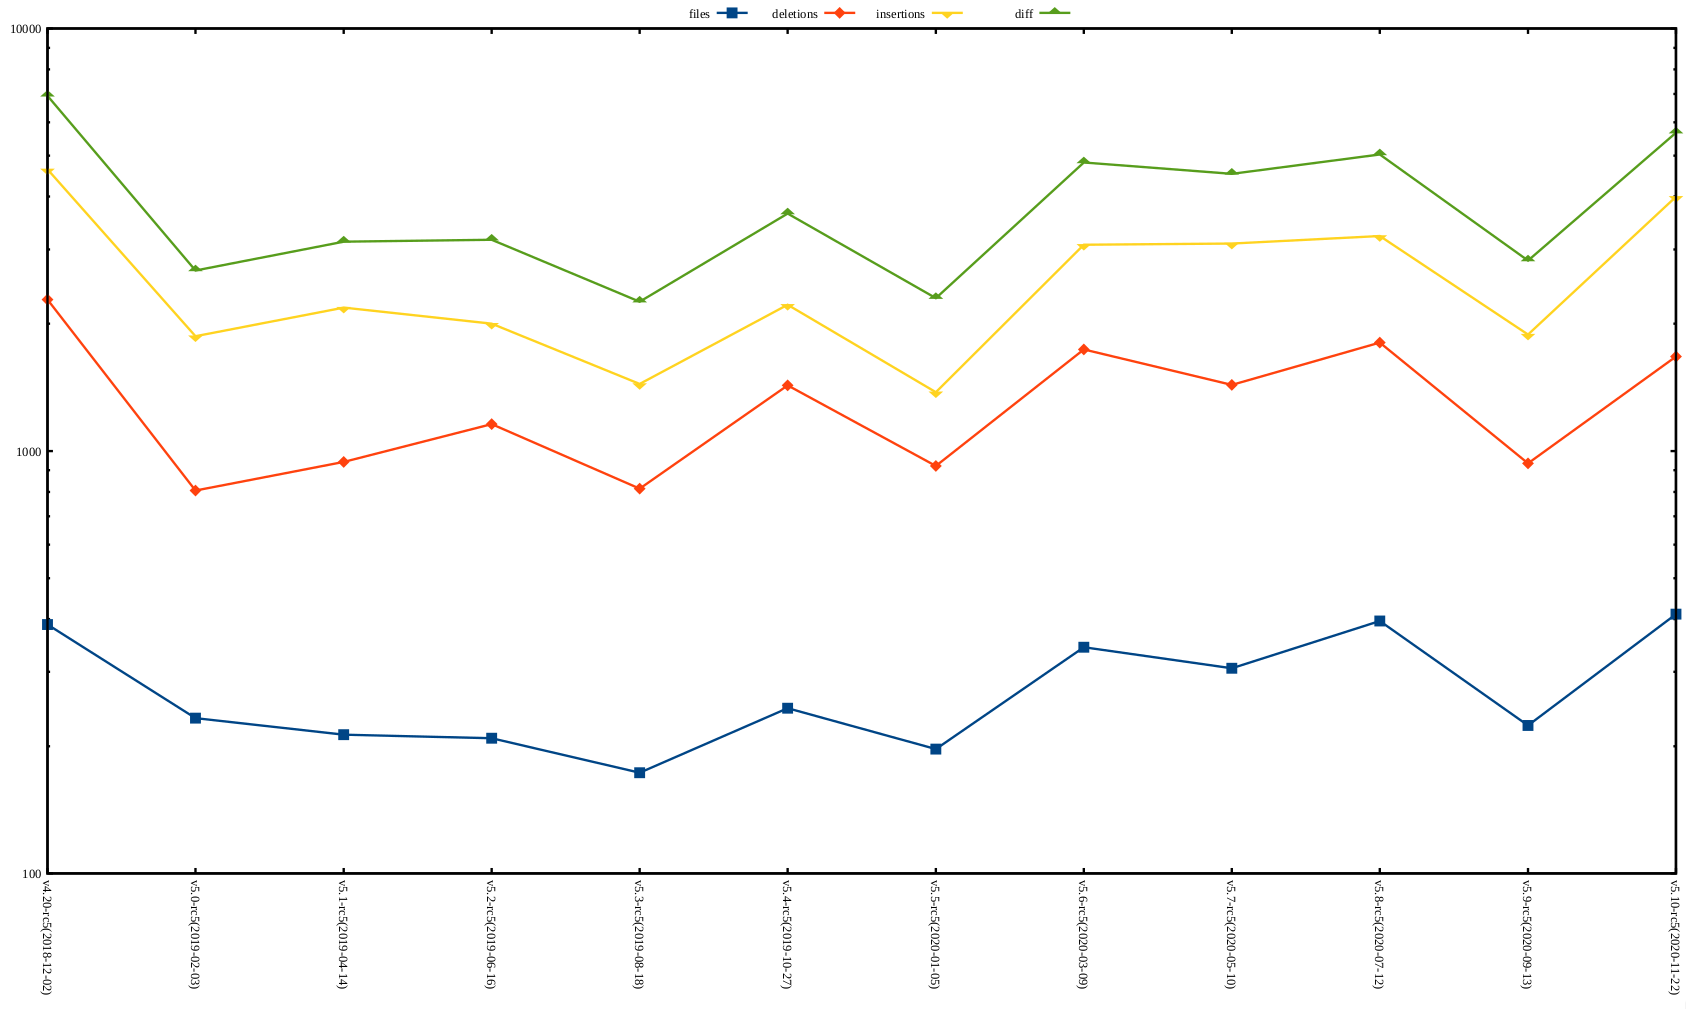 files deletions insertions diff
10000
1000
100
v4.20-rc5(2018-12-02)
v5.0-rc5(2019-02-03)
v5.1-rc5(2019-04-14)
v5.2-rc5(2019-06-16)
v5.3-rc5(2019-08-18)
v5.4-rc5(2019-10-27)
v5.5-rc5(2020-01-05)
v5.6-rc5(2020-03-09)
v5.7-rc5(2020-05-10)
v5.8-rc5(2020-07-12)
v5.9-rc5(2020-09-13)
v5.10-rc5(2020-11-22)